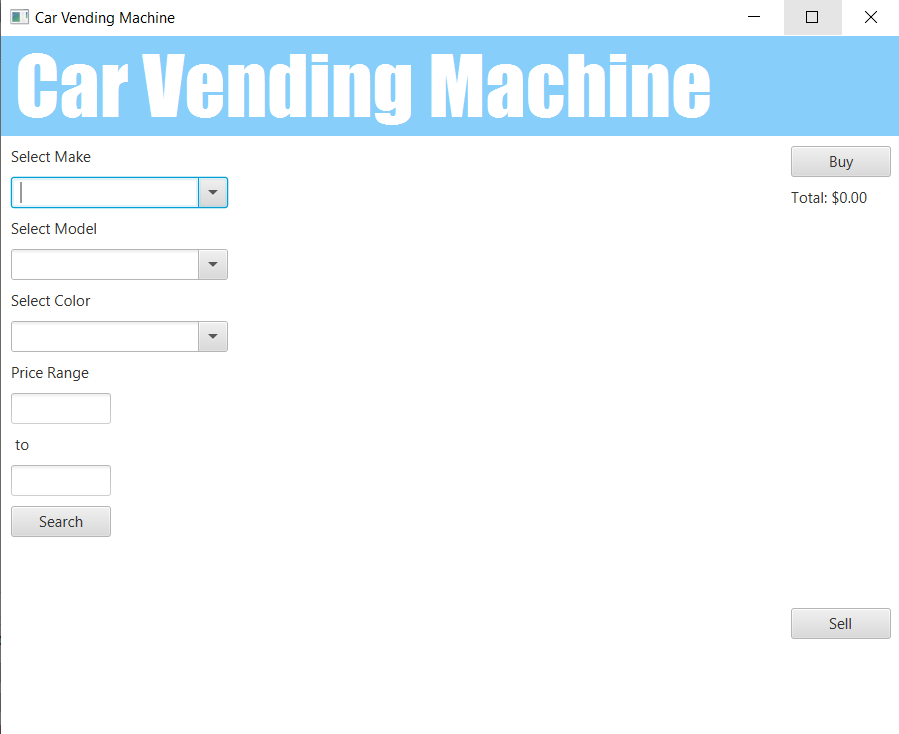 Car Vending Machine
Car Vending Machine
Select Make
Select Model
Select Color
Price Range
to
Search
Buy
Total: $0.00
Sell